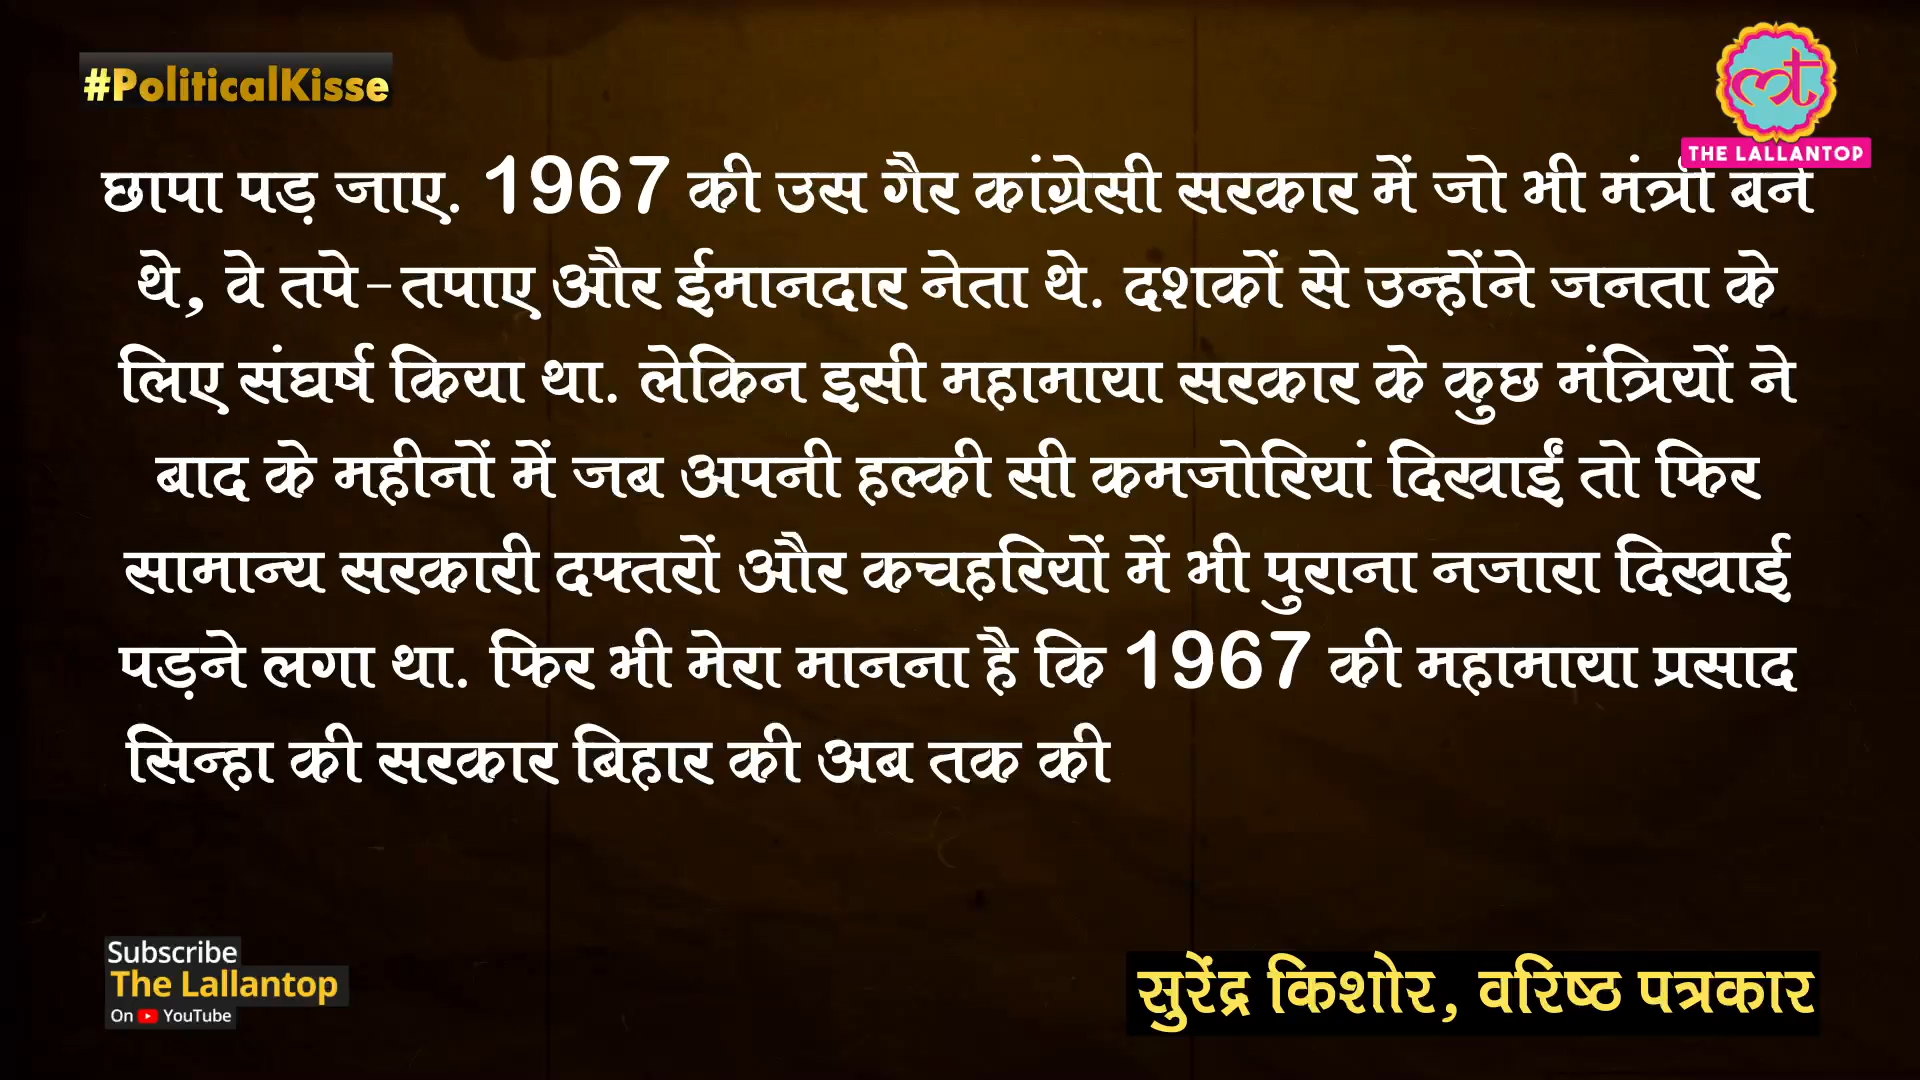 #PoliticalKisse
THE LALLANTOP
छापा पड़ जाए. 1967 की उस गैर कांग्रेसी सरकार में जो भी मंत्री बने
थे, वे तपे-तपाए और ईमानदार नेता थे. दशकों से उन्होंने जनता के
लिए संघर्ष किया था. लेकिन इसी महामाया सरकार के कुछ मंत्रियों ने
बाद के महीनों में जब अपनी हल्की सी कमजोरियां दिखाईं तो फिर
सामान्य सरकारी दफ्तरों और कचहरियों में भी पुराना नजारा दिखाई
पड़ने लगा था. फिर भी मेरा मानना है कि 1967 की महामाया प्रसाद
सिन्हा की सरकार बिहार की अब तक की
Subscribe
The Lallantop
On YouTube
सुरेंद्र किशोर, वरिष्ठ पत्रकार